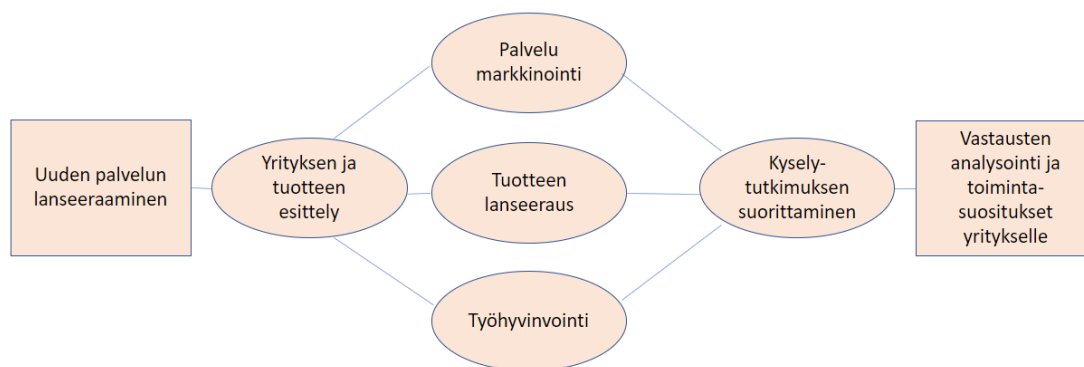 Uuden palvelun
lanseeraaminen
Yrityksen ja
tuotteen
esittely
Palvelu
markkinointi
Tuotteen
lanseeraus
Työhyvinvointi
Kysely-
tutkimuksen
suorittaminen
Vastausten
analysointi ja
toiminta-
suositukset
yritykselle